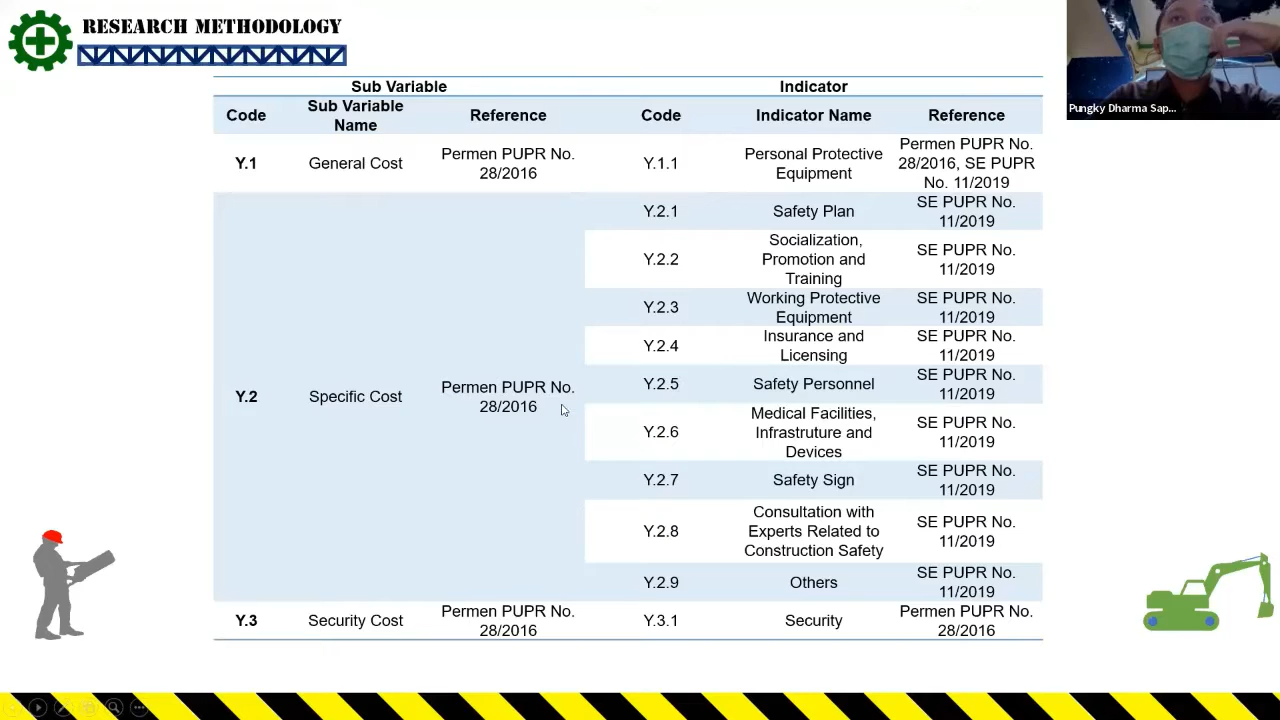 RESEARCH METHODOLOGY
Pungky Dharma Sap...
Sub Variable Indicator
Code Sub Variable Name Reference Code Indicator Name Reference
Y.1 General Cost Permen PUPR No. 28/2016 Y.1.1 Personal Protective Equipment Permen PUPR No. 28/2016, SE PUPR No. 11/2019
Y.2 Specific Cost Permen PUPR No. 28/2016
Y.2.1 Safety Plan SE PUPR No. 11/2019
Y.2.2 Socialization, Promotion and Training SE PUPR No. 11/2019
Y.2.3 Working Protective Equipment SE PUPR No. 11/2019
Y.2.4 Insurance and Licensing SE PUPR No. 11/2019
Y.2.5 Safety Personnel SE PUPR No. 11/2019
Y.2.6 Medical Facilities, Infrastruture and Devices SE PUPR No. 11/2019
Y.2.7 Safety Sign SE PUPR No. 11/2019
Y.2.8 Consultation with Experts Related to Construction Safety SE PUPR No. 11/2019
Y.2.9 Others SE PUPR No. 11/2019
Y.3 Security Cost Permen PUPR No. 28/2016 Y.3.1 Security Permen PUPR No. 28/2016